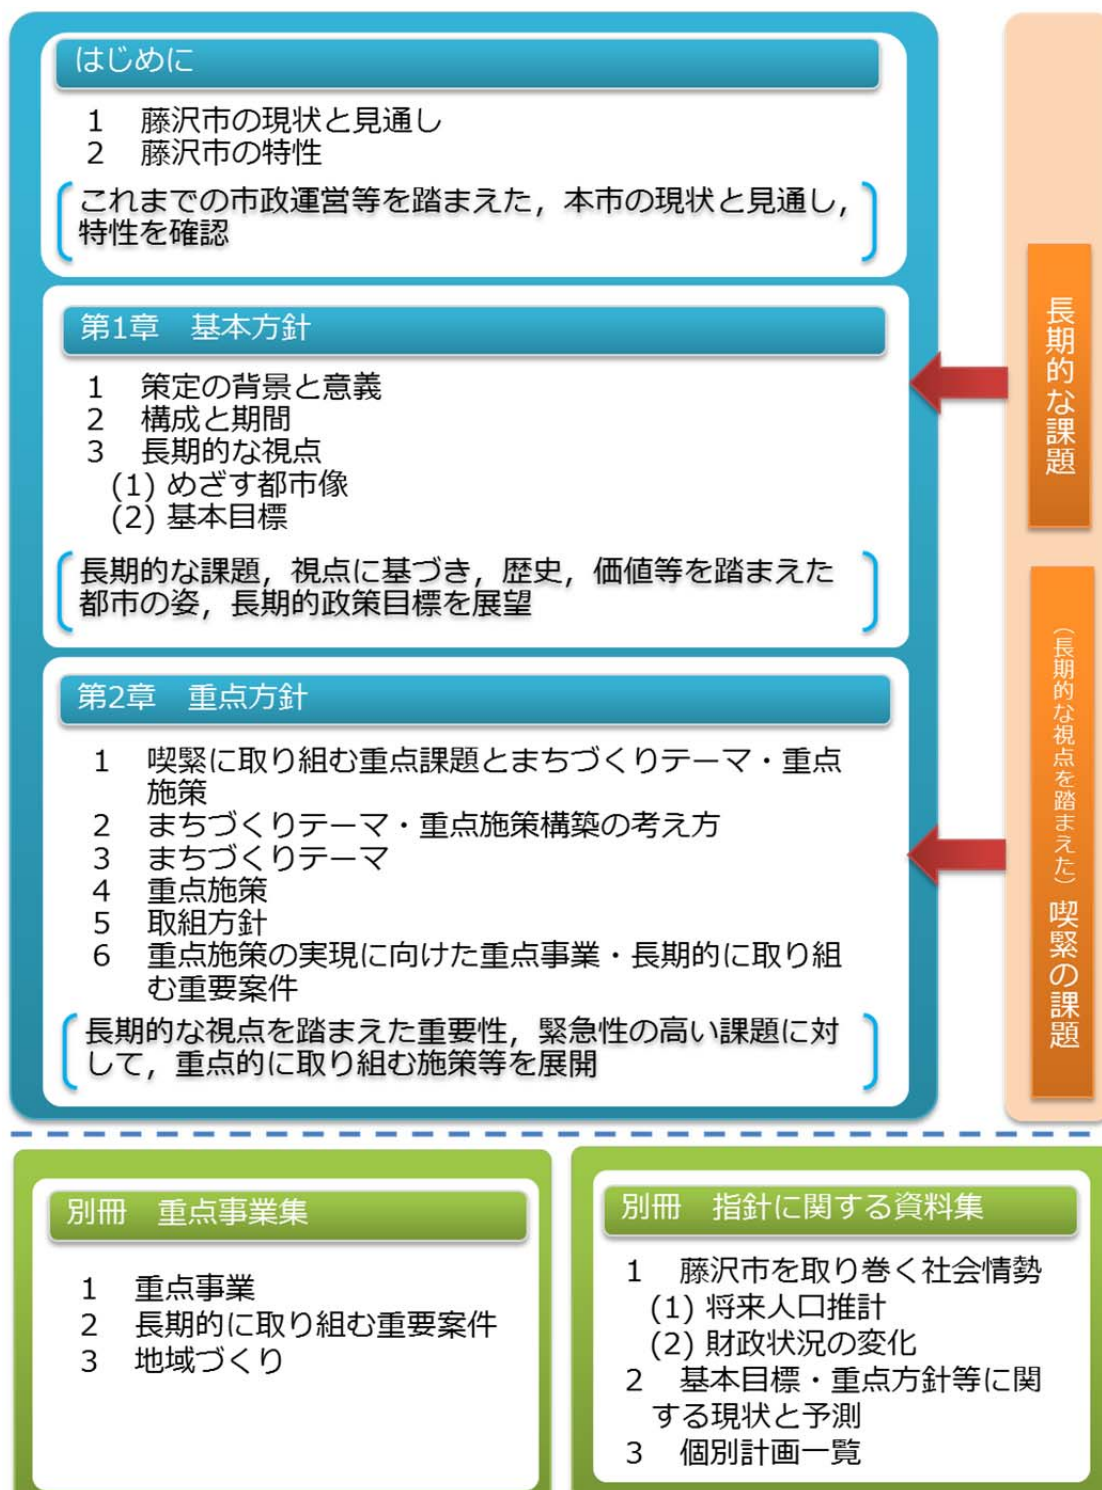 はじめに
1 藤沢市の現状と見通し
2 藤沢市の特性
これまでの市政運営等を踏まえた，本市の現状と見通し，
特性を確認
第1章 基本方針
1 策定の背景と意義
2 構成と期間
3 長期的な視点
(1) めざす都市像
(2) 基本目標
長期的な課題，視点に基づき，歴史，価値等を踏まえた
都市の姿，長期的政策目標を展望
第2章 重点方針
1 喫緊に取り組む重点課題とまちづくりテーマ・重点
施策
2 まちづくりテーマ・重点施策構築の考え方
3 まちづくりテーマ
4 重点施策
5 取組方針
6 重点施策の実現に向けた重点事業・長期的に取り組
む重要案件
長期的な視点を踏まえた重要性，緊急性の高い課題に対
して，重点的に取り組む施策等を展開
長期的な課題
（長期的な視点を踏まえた）喫緊の課題
別冊 重点事業集
1 重点事業
2 長期的に取り組む重要案件
3 地域づくり
別冊 指針に関する資料集
1 藤沢市を取り巻く社会情勢
(1) 将来人口推計
(2) 財政状況の変化
2 基本目標・重点方針等に関
する現状と予測
3 個別計画一覧